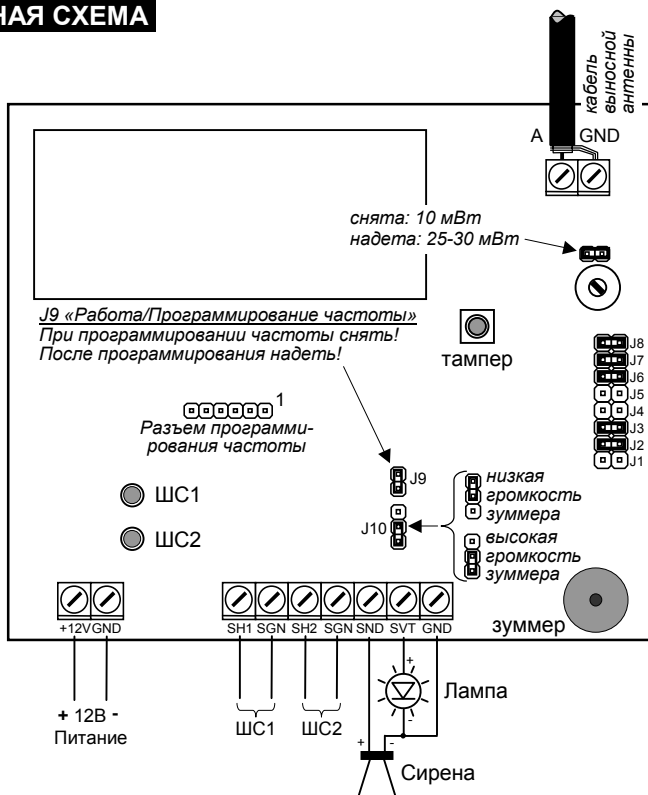 НАЯ СХЕМА
кабель
выносной
антенны
A GND
снята: 10 мВт
надета: 25-30 мВт
J9 «Работа/Программирование частоты»
При программировании частоты снять!
После программирования надеть!
тампер
J8
J7
J6
J5
J4
J3
J2
J1
1
Разъем программи-
рования частоты
J9
J10
низкая
громкость
зуммера
высокая
громкость
зуммера
ШС1
ШС2
+12V GND
SH1 SGN SH2 SGN SND SVT GND
зуммер
+ 12В -
Питание
ШС1
ШС2
+
-
Лампа
+
-
Сирена